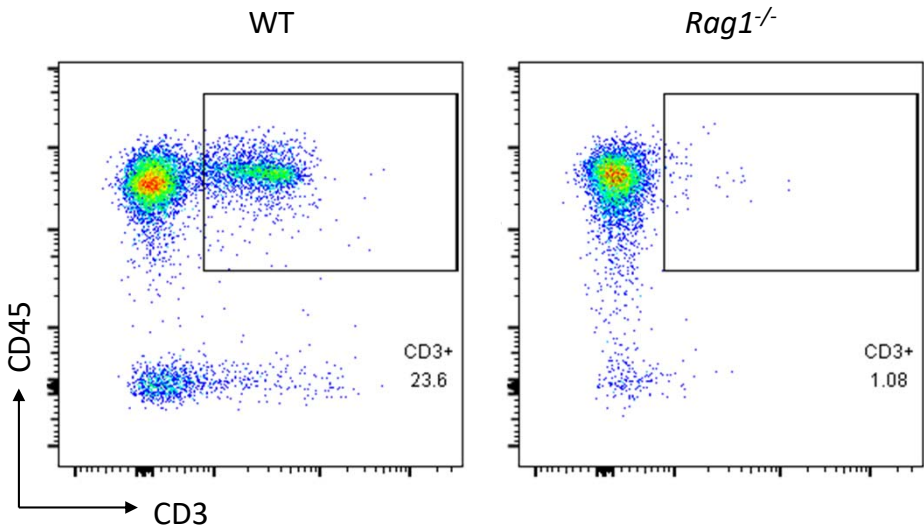 WT
Rag1-/-
CD45
CD3+
23.6
CD3+
1.08
CD3